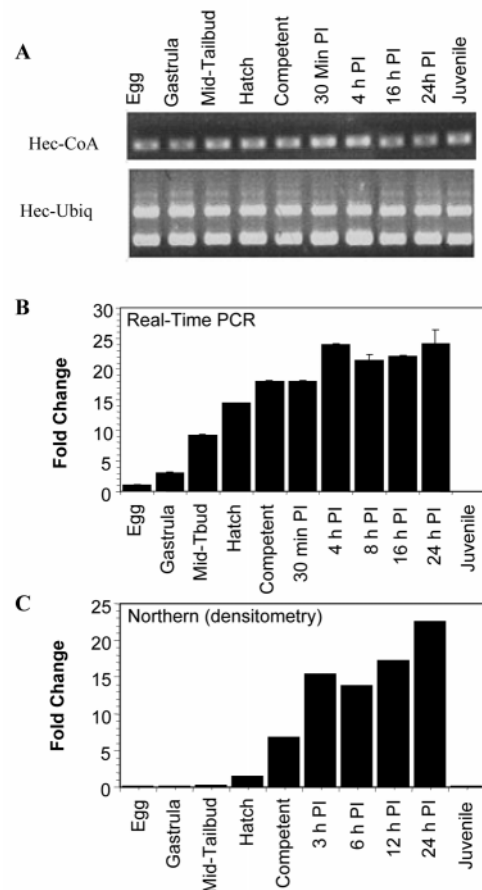 A
Egg
Gastrula
Mid-Tailbud
Hatch
Competent
30 Min PI
4 h PI
16 h PI
24h PI
Juvenile
Hec-CoA
Hec-Ubiq
B
Real-Time PCR
Fold Change
30
25
20
15
10
5
0
Egg
Gastrula
Mid-Tbud
Hatch
Competent
30 min PI
4 h PI
8 h PI
16 h PI
24 h PI
Juvenile
C
Northern (densitometry)
Fold Change
25
20
15
10
5
0
Egg
Gastrula
Mid-Tailbud
Hatch
Competent
3 h PI
6 h PI
12 h PI
24 h PI
Juvenile